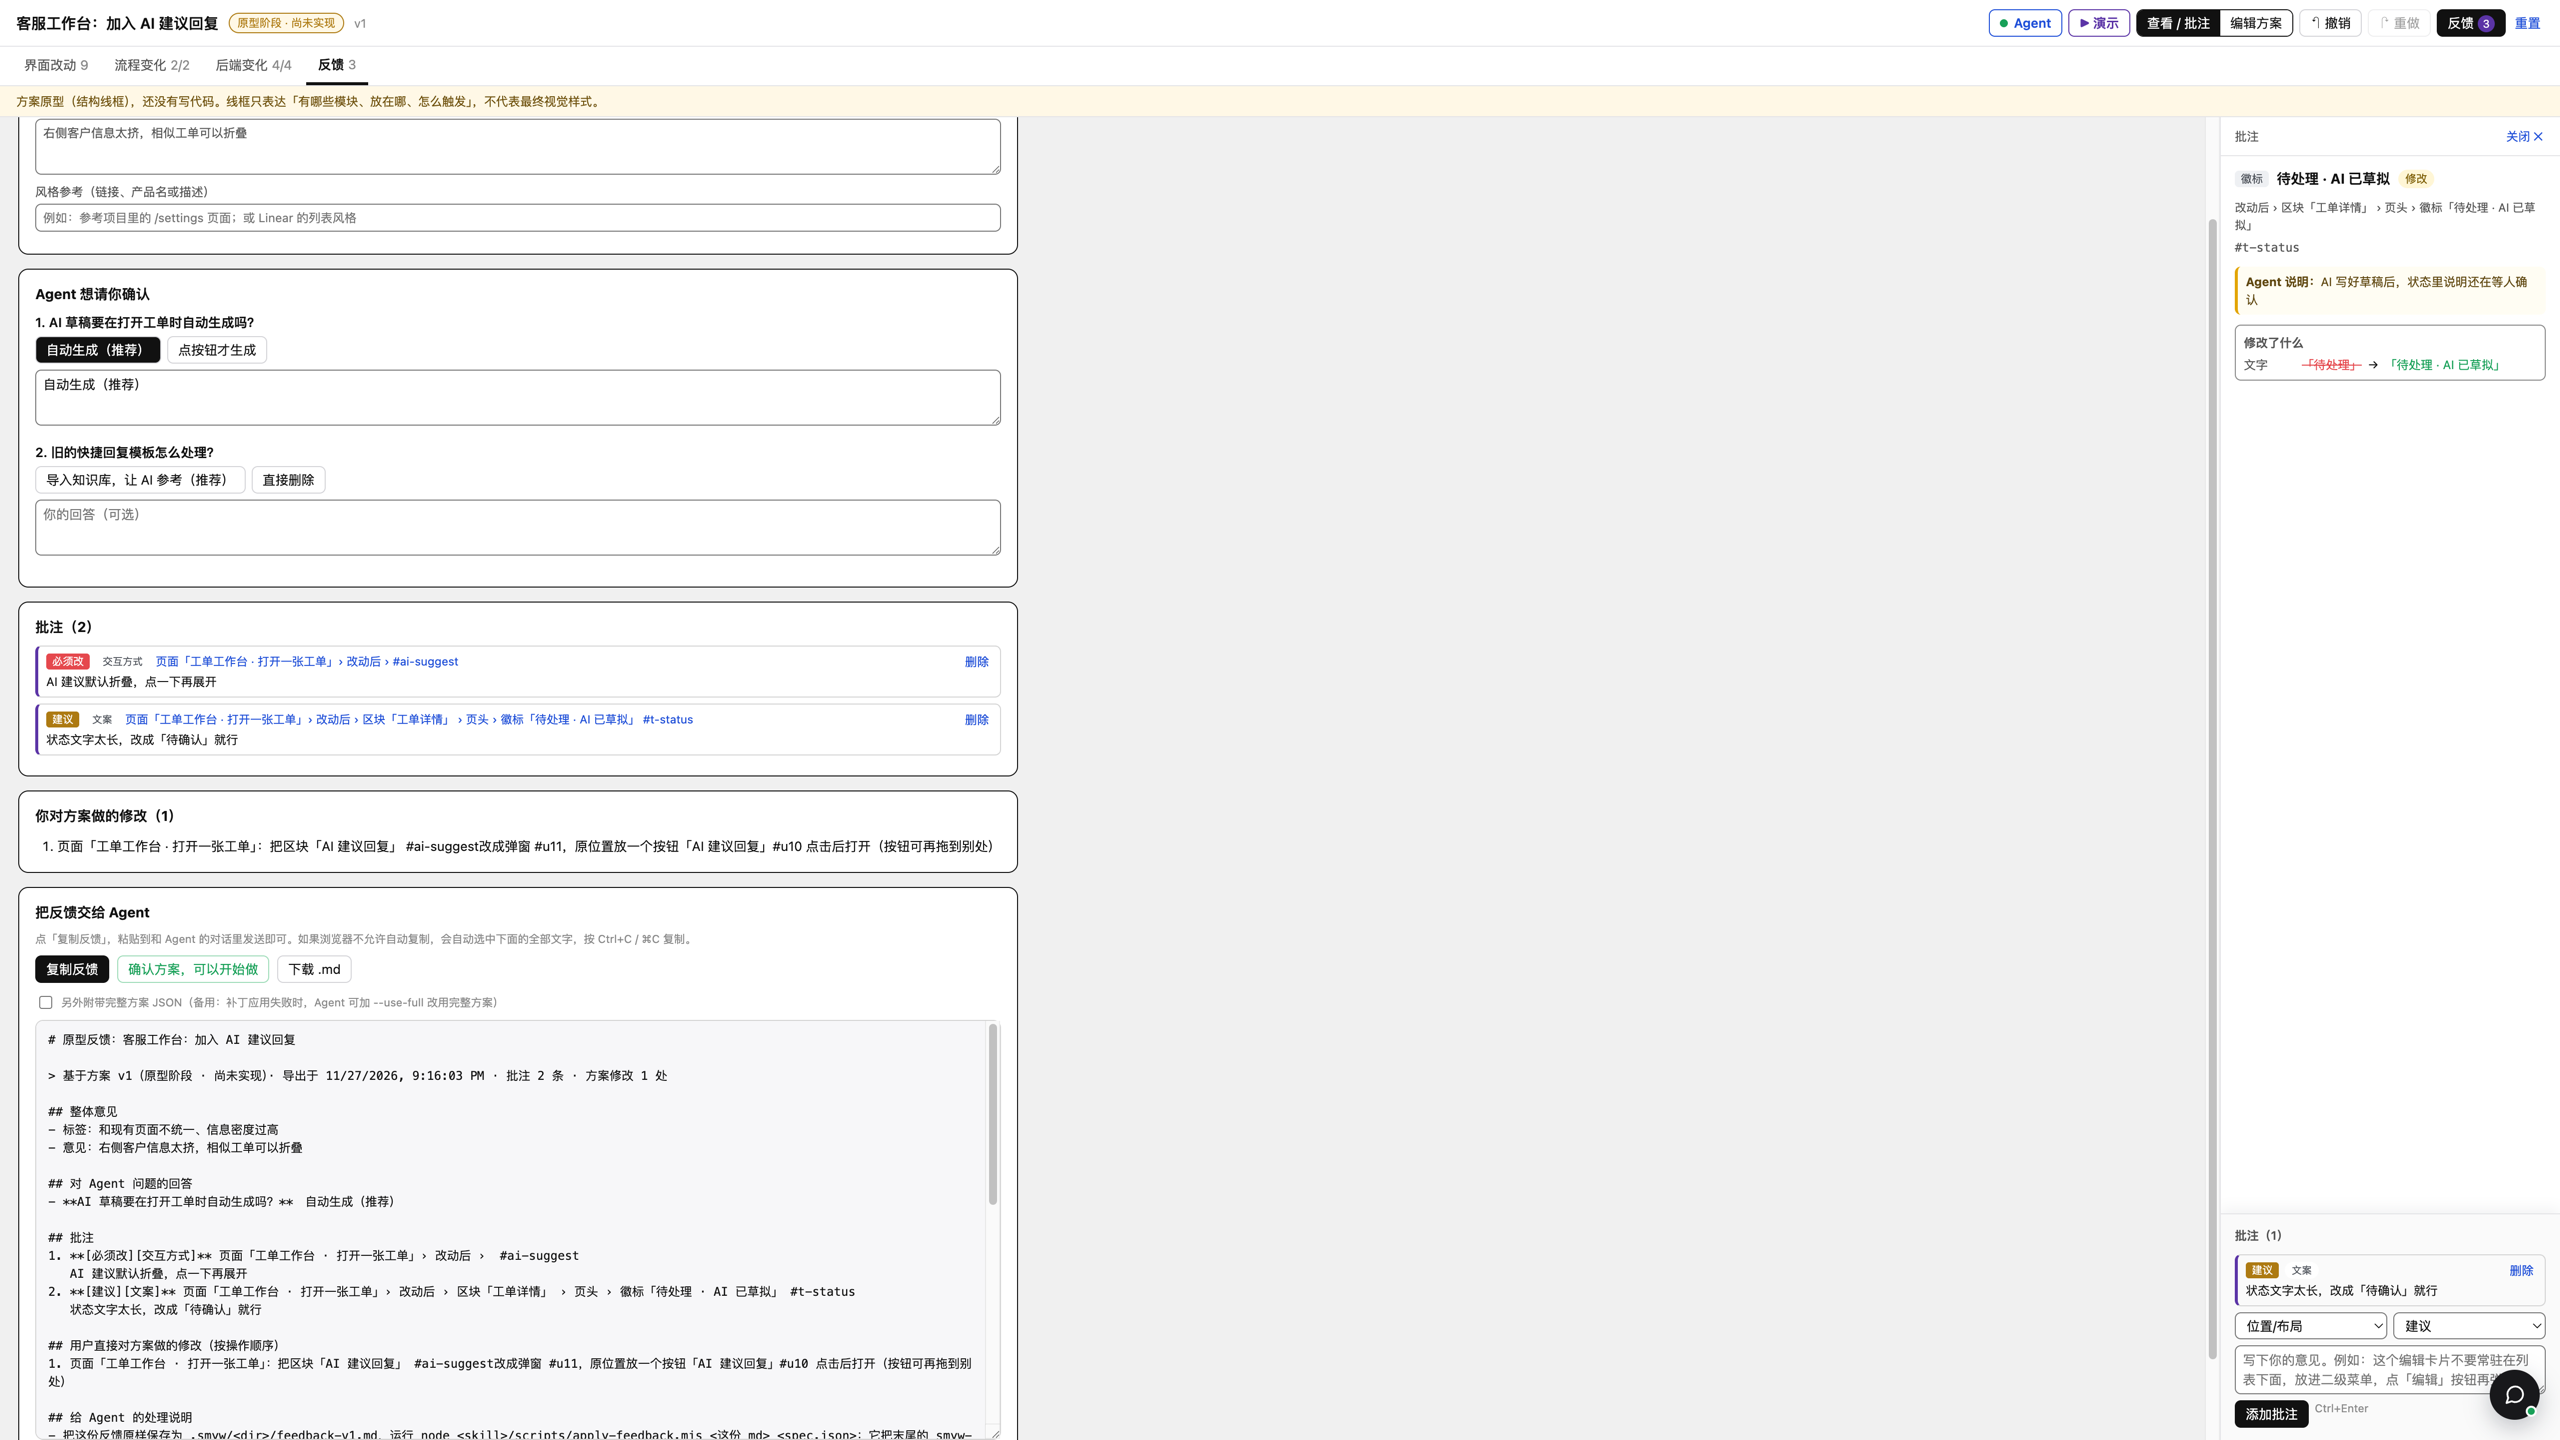 客服工作台：加入 AI 建议回复 原型阶段 · 尚未实现 v1 Agent 演示 查看 / 批注 编辑方案 撤销 重做 反馈 3 重置
界面改动 9 流程变化 2/2 后端变化 4/4 反馈 3
方案原型（结构线框），还没有写代码。线框只表达「有哪些模块、放在哪、怎么触发」，不代表最终视觉样式。
右侧客户信息太挤，相似工单可以折叠
风格参考（链接、产品名或描述）
例如：参考项目里的 /settings 页面；或 Linear 的列表风格
Agent 想请你确认
1. AI 草稿要在打开工单时自动生成吗？
自动生成（推荐） 点按钮才生成
自动生成（推荐）
2. 旧的快捷回复模板怎么处理？
导入知识库，让 AI 参考（推荐） 直接删除
你的回答（可选）
批注（2）
必须改 交互方式 页面「工单工作台 · 打开一张工单」› 改动后 › #ai-suggest 删除
AI 建议默认折叠，点一下再展开
建议 文案 页面「工单工作台 · 打开一张工单」› 改动后 › 区块「工单详情」 › 页头 › 徽标「待处理 · AI 已草拟」 #t-status 删除
状态文字太长，改成「待确认」就行
你对方案做的修改（1）
1. 页面「工单工作台 · 打开一张工单」：把区块「AI 建议回复」 #ai-suggest改成弹窗 #u11，原位置放一个按钮「AI 建议回复」#u10 点击后打开（按钮可再拖到别处）
把反馈交给 Agent
点「复制反馈」，粘贴到和 Agent 的对话里发送即可。如果浏览器不允许自动复制，会自动选中下面的全部文字，按 Ctrl+C / ⌘C 复制。
复制反馈 确认方案，可以开始做 下载 .md
另外附带完整方案 JSON（备用：补丁应用失败时，Agent 可加 --use-full 改用完整方案）
# 原型反馈：客服工作台：加入 AI 建议回复
> 基于方案 v1（原型阶段 · 尚未实现）· 导出于 11/27/2026, 9:16:03 PM · 批注 2 条 · 方案修改 1 处
## 整体意见
- 标签：和现有页面不统一、信息密度过高
- 意见：右侧客户信息太挤，相似工单可以折叠
## 对 Agent 问题的回答
- **AI 草稿要在打开工单时自动生成吗？** 自动生成（推荐）
## 批注
1. **[必须改][交互方式]** 页面「工单工作台 · 打开一张工单」› 改动后 › #ai-suggest
AI 建议默认折叠，点一下再展开
2. **[建议][文案]** 页面「工单工作台 · 打开一张工单」› 改动后 › 区块「工单详情」 › 页头 › 徽标「待处理 · AI 已草拟」 #t-status
状态文字太长，改成「待确认」就行
## 用户直接对方案做的修改（按操作顺序）
1. 页面「工单工作台 · 打开一张工单」：把区块「AI 建议回复」 #ai-suggest改成弹窗 #u11，原位置放一个按钮「AI 建议回复」#u10 点击后打开（按钮可再拖到别
处）
## 给 Agent 的处理说明
- 把这份反馈原样保存为 .smyw/<dir>/feedback-v1.md，运行 node <skill>/scripts/apply-feedback.mjs <这份 md> <spec.json>：它把末尾的 smyw-
批注 关闭 ✕
徽标 待处理 · AI 已草拟 修改
改动后 › 区块「工单详情」 › 页头 › 徽标「待处理 · AI 已草
拟」
#t-status
Agent 说明：AI 写好草稿后，状态里说明还在等人确
认
修改了什么
文字 「待处理」 → 「待处理 · AI 已草拟」
批注（1）
建议 文案 删除
状态文字太长，改成「待确认」就行
位置/布局 建议
写下你的意见。例如：这个编辑卡片不要常驻在列
表下面，放进二级菜单，点「编辑」按钮再
添加批注 Ctrl+Enter